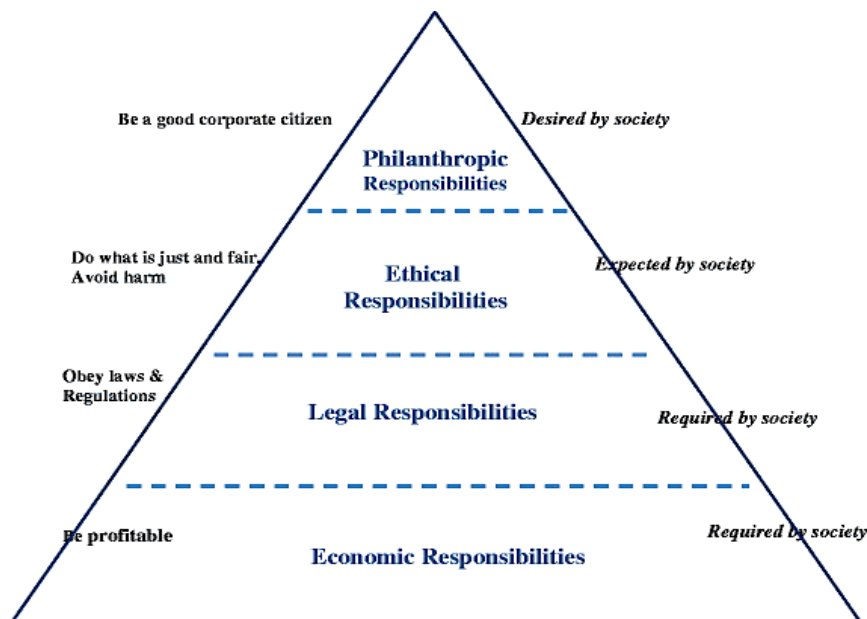 Be a good corporate citizen
Desired by society
Philanthropic
Responsibilities
Do what is just and fair,
Avoid harm
Expected by society
Ethical
Responsibilities
Obey laws &
Regulations
Legal Responsibilities
Required by society
Be profitable
Required by society
Economic Responsibilities